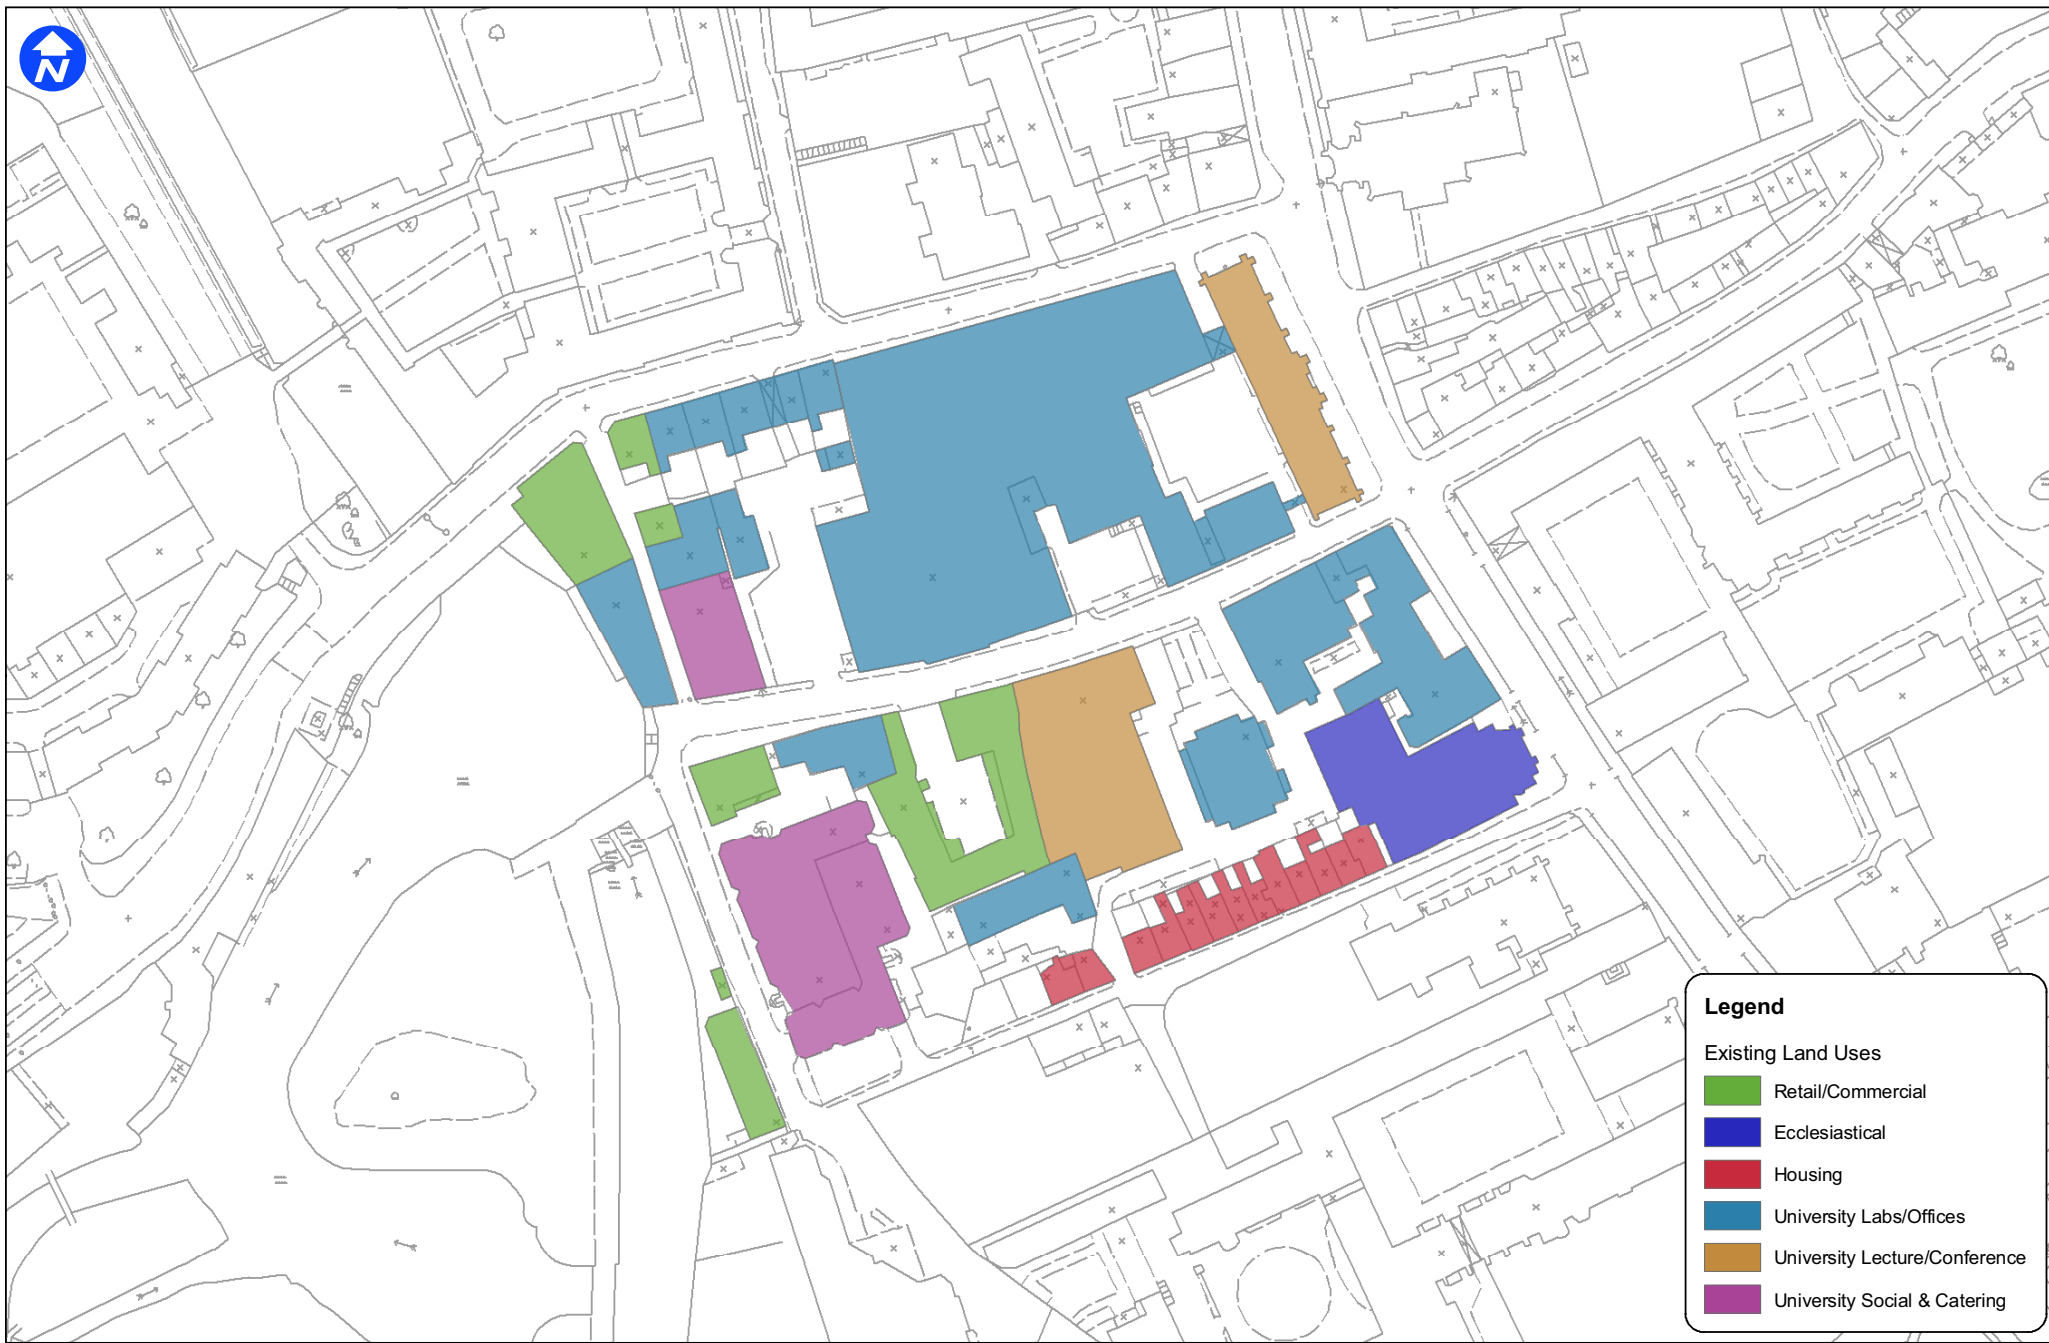 N
Legend
Existing Land Uses
Retail/Commercial
Ecclesiastical
Housing
University Labs/Offices
University Lecture/Conference
University Social & Catering